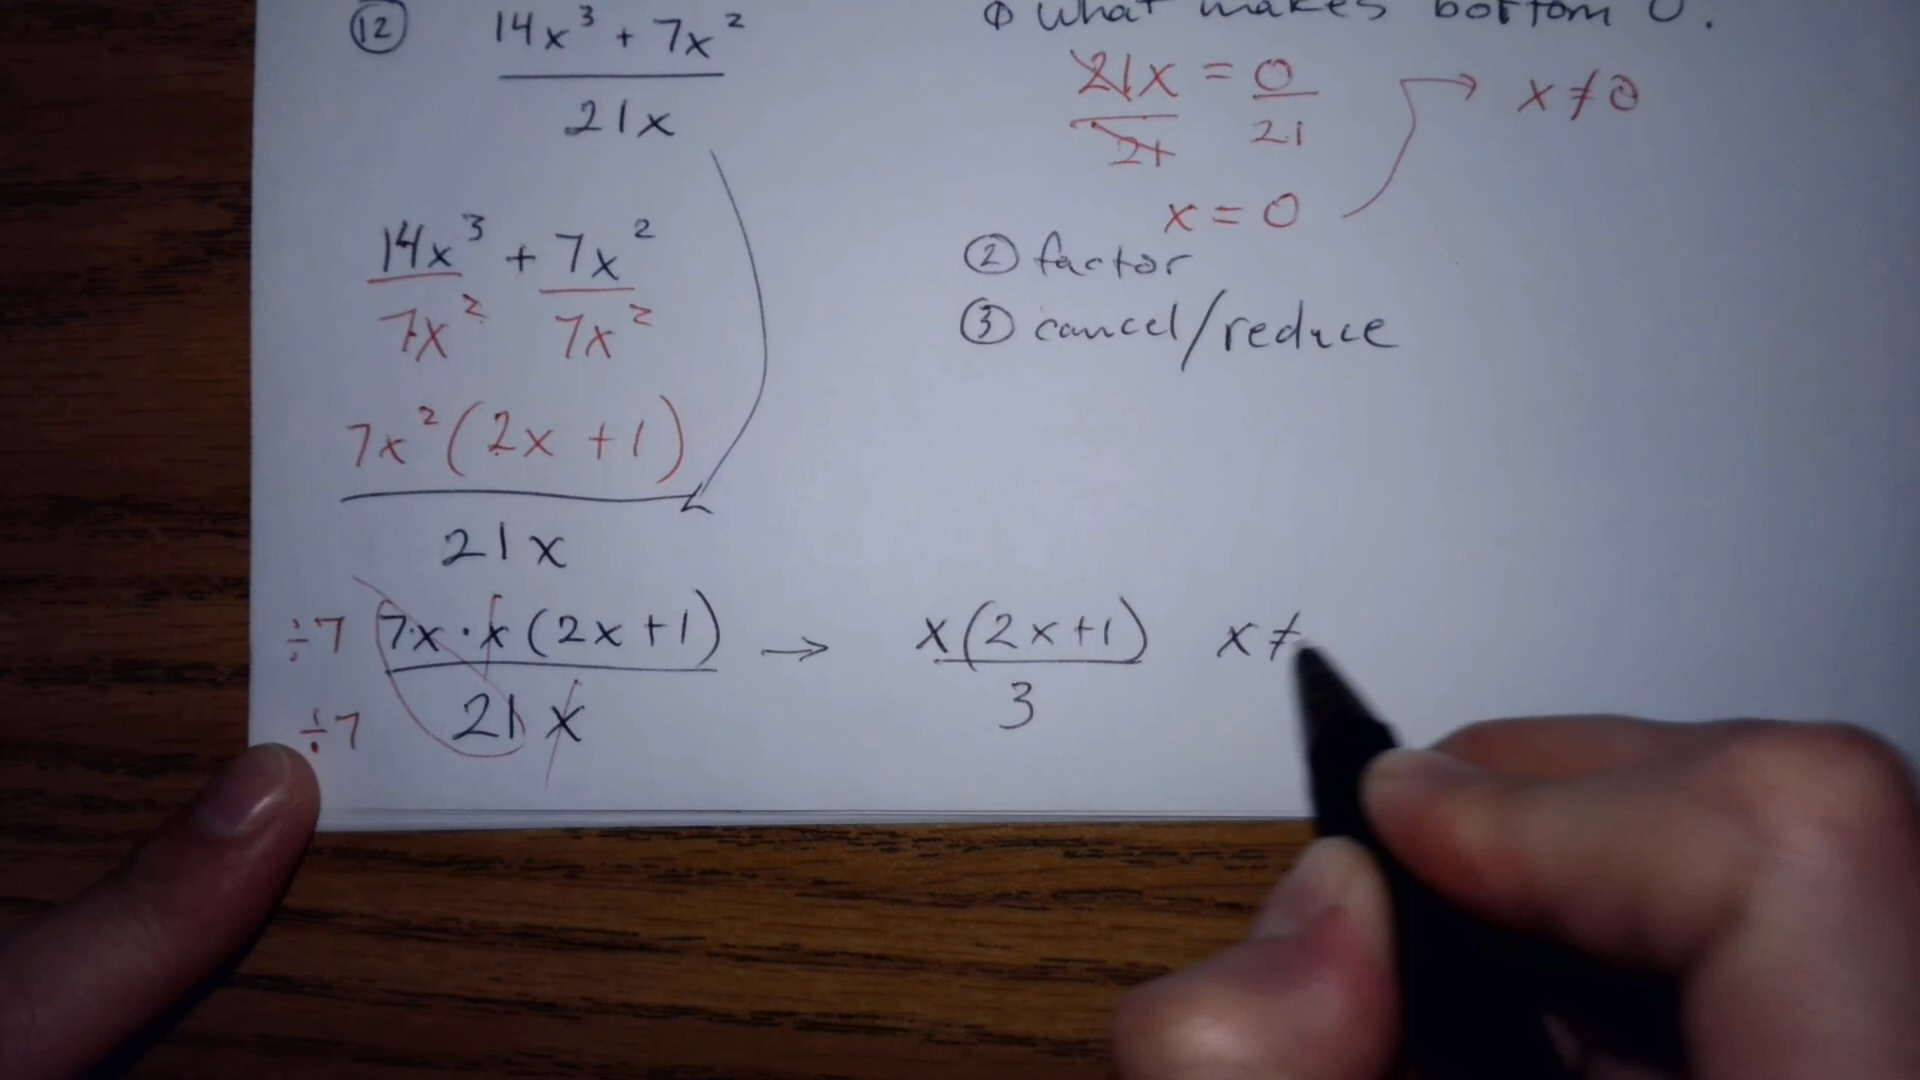 ⑫ 14x³ + 7x²
21x
14x³ + 7x²
7x² 7x²
7x²(2x +1)
21x
÷7 7x·x(2x+1) → x(2x+1) x≠
÷7 21x 3
① What makes bottom 0.
21x = 0 → x≠0
21 21
x = 0
② factor
③ cancel/reduce